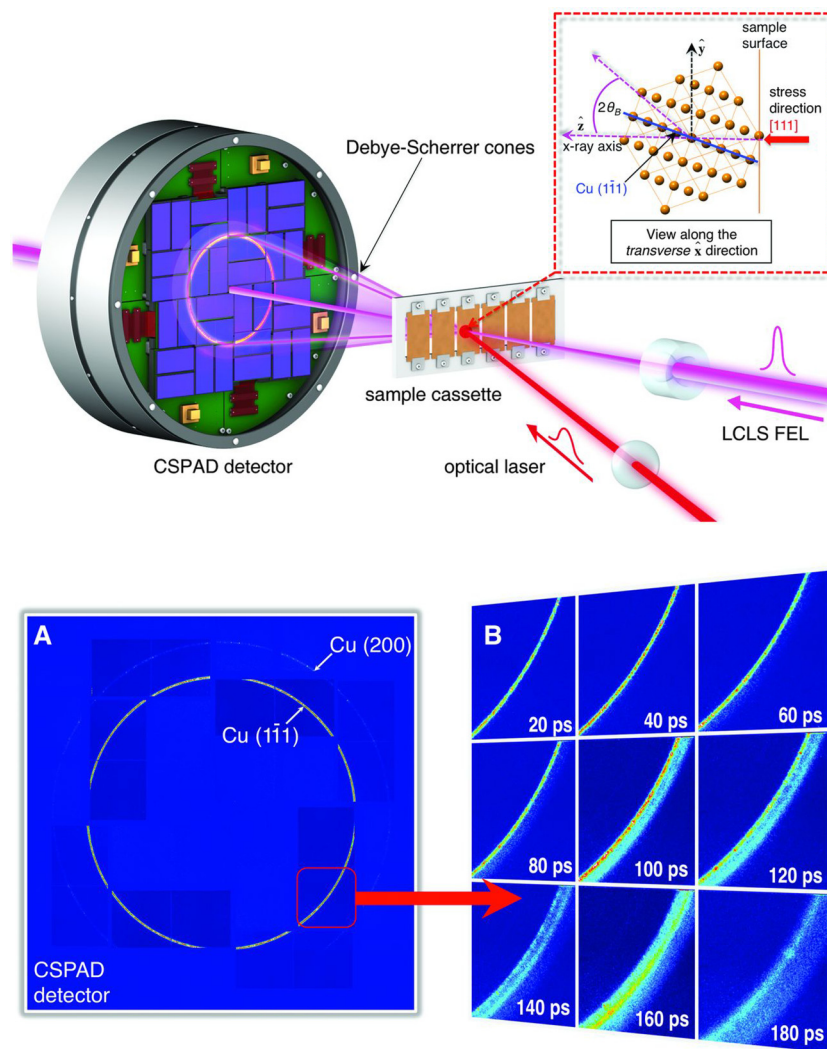 sample
surface
ŷ
2θ_B
stress
direction
ẑ
[111]
x-ray axis
Cu (11̄1)
View along the
transverse x̂ direction
Debye-Scherrer cones
sample cassette
LCLS FEL
CSPAD detector
optical laser
A
Cu (200)
Cu (11̄1)
CSPAD
detector
B
20 ps
40 ps
60 ps
80 ps
100 ps
120 ps
140 ps
160 ps
180 ps